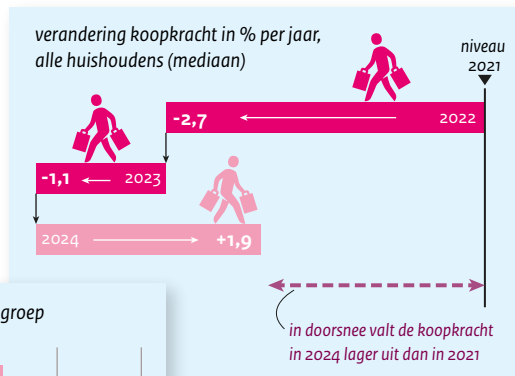 verandering koopkracht in % per jaar,
alle huishoudens (mediaan)
niveau
2021
-2,7
2022
-1,1
2023
2024
+1,9
groep
in doorsnee valt de koopkracht
in 2024 lager uit dan in 2021